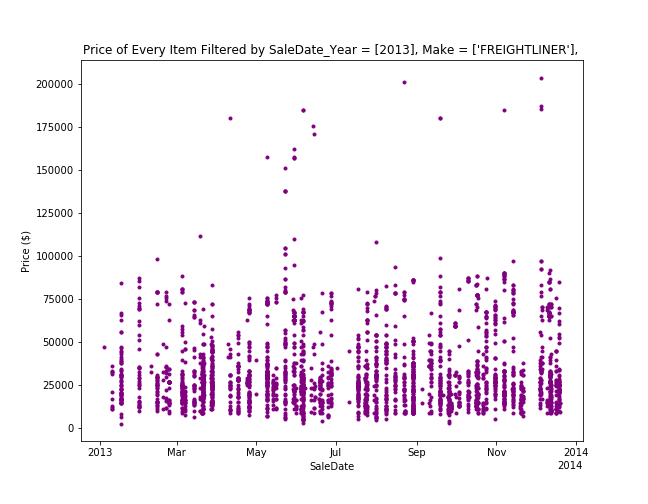 Price of Every Item Filtered by SaleDate_Year = [2013], Make = ['FREIGHTLINER'],
200000
175000
150000
125000
100000
75000
50000
25000
0
Price ($)
2013 Mar May Jul Sep Nov 2014
SaleDate 2014